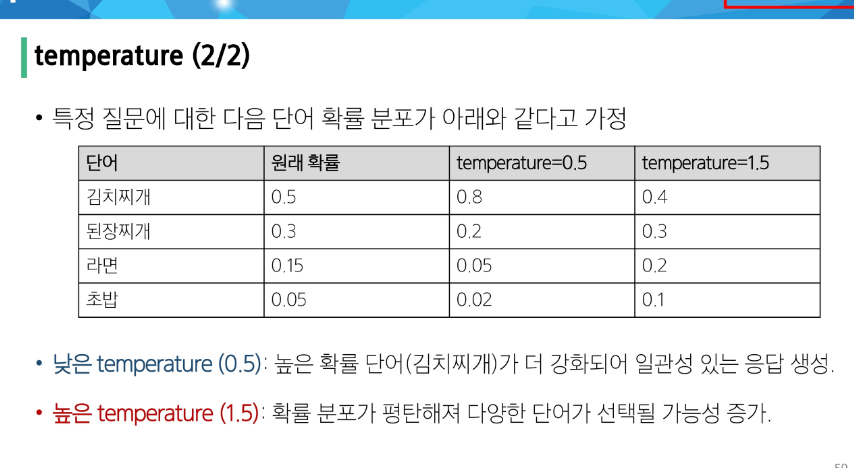 temperature (2/2)
• 특정 질문에 대한 다음 단어 확률 분포가 아래와 같다고 가정
단어 원래 확률 temperature=0.5 temperature=1.5
김치찌개 0.5 0.8 0.4
된장찌개 0.3 0.2 0.3
라면 0.15 0.05 0.2
초밥 0.05 0.02 0.1
• 낮은 temperature (0.5): 높은 확률 단어(김치찌개)가 더 강화되어 일관성 있는 응답 생성.
• 높은 temperature (1.5): 확률 분포가 평탄해져 다양한 단어가 선택될 가능성 증가.